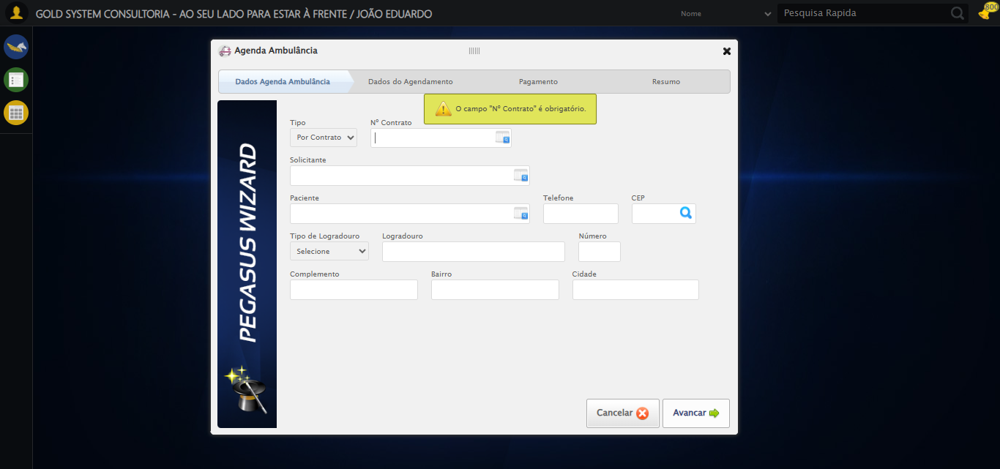 GOLD SYSTEM CONSULTORIA - AO SEU LADO PARA ESTAR À FRENTE / JOÃO EDUARDO
Nome
Pesquisa Rapida
800
Agenda Ambulância
Dados Agenda Ambulância
Dados do Agendamento
Pagamento
Resumo
O campo "Nº Contrato" é obrigatório.
Tipo
Nº Contrato
Por Contrato
Solicitante
Paciente
Telefone
CEP
Tipo de Logradouro
Logradouro
Número
Selecione
Complemento
Bairro
Cidade
PEGASUS WIZARD
Cancelar
Avancar